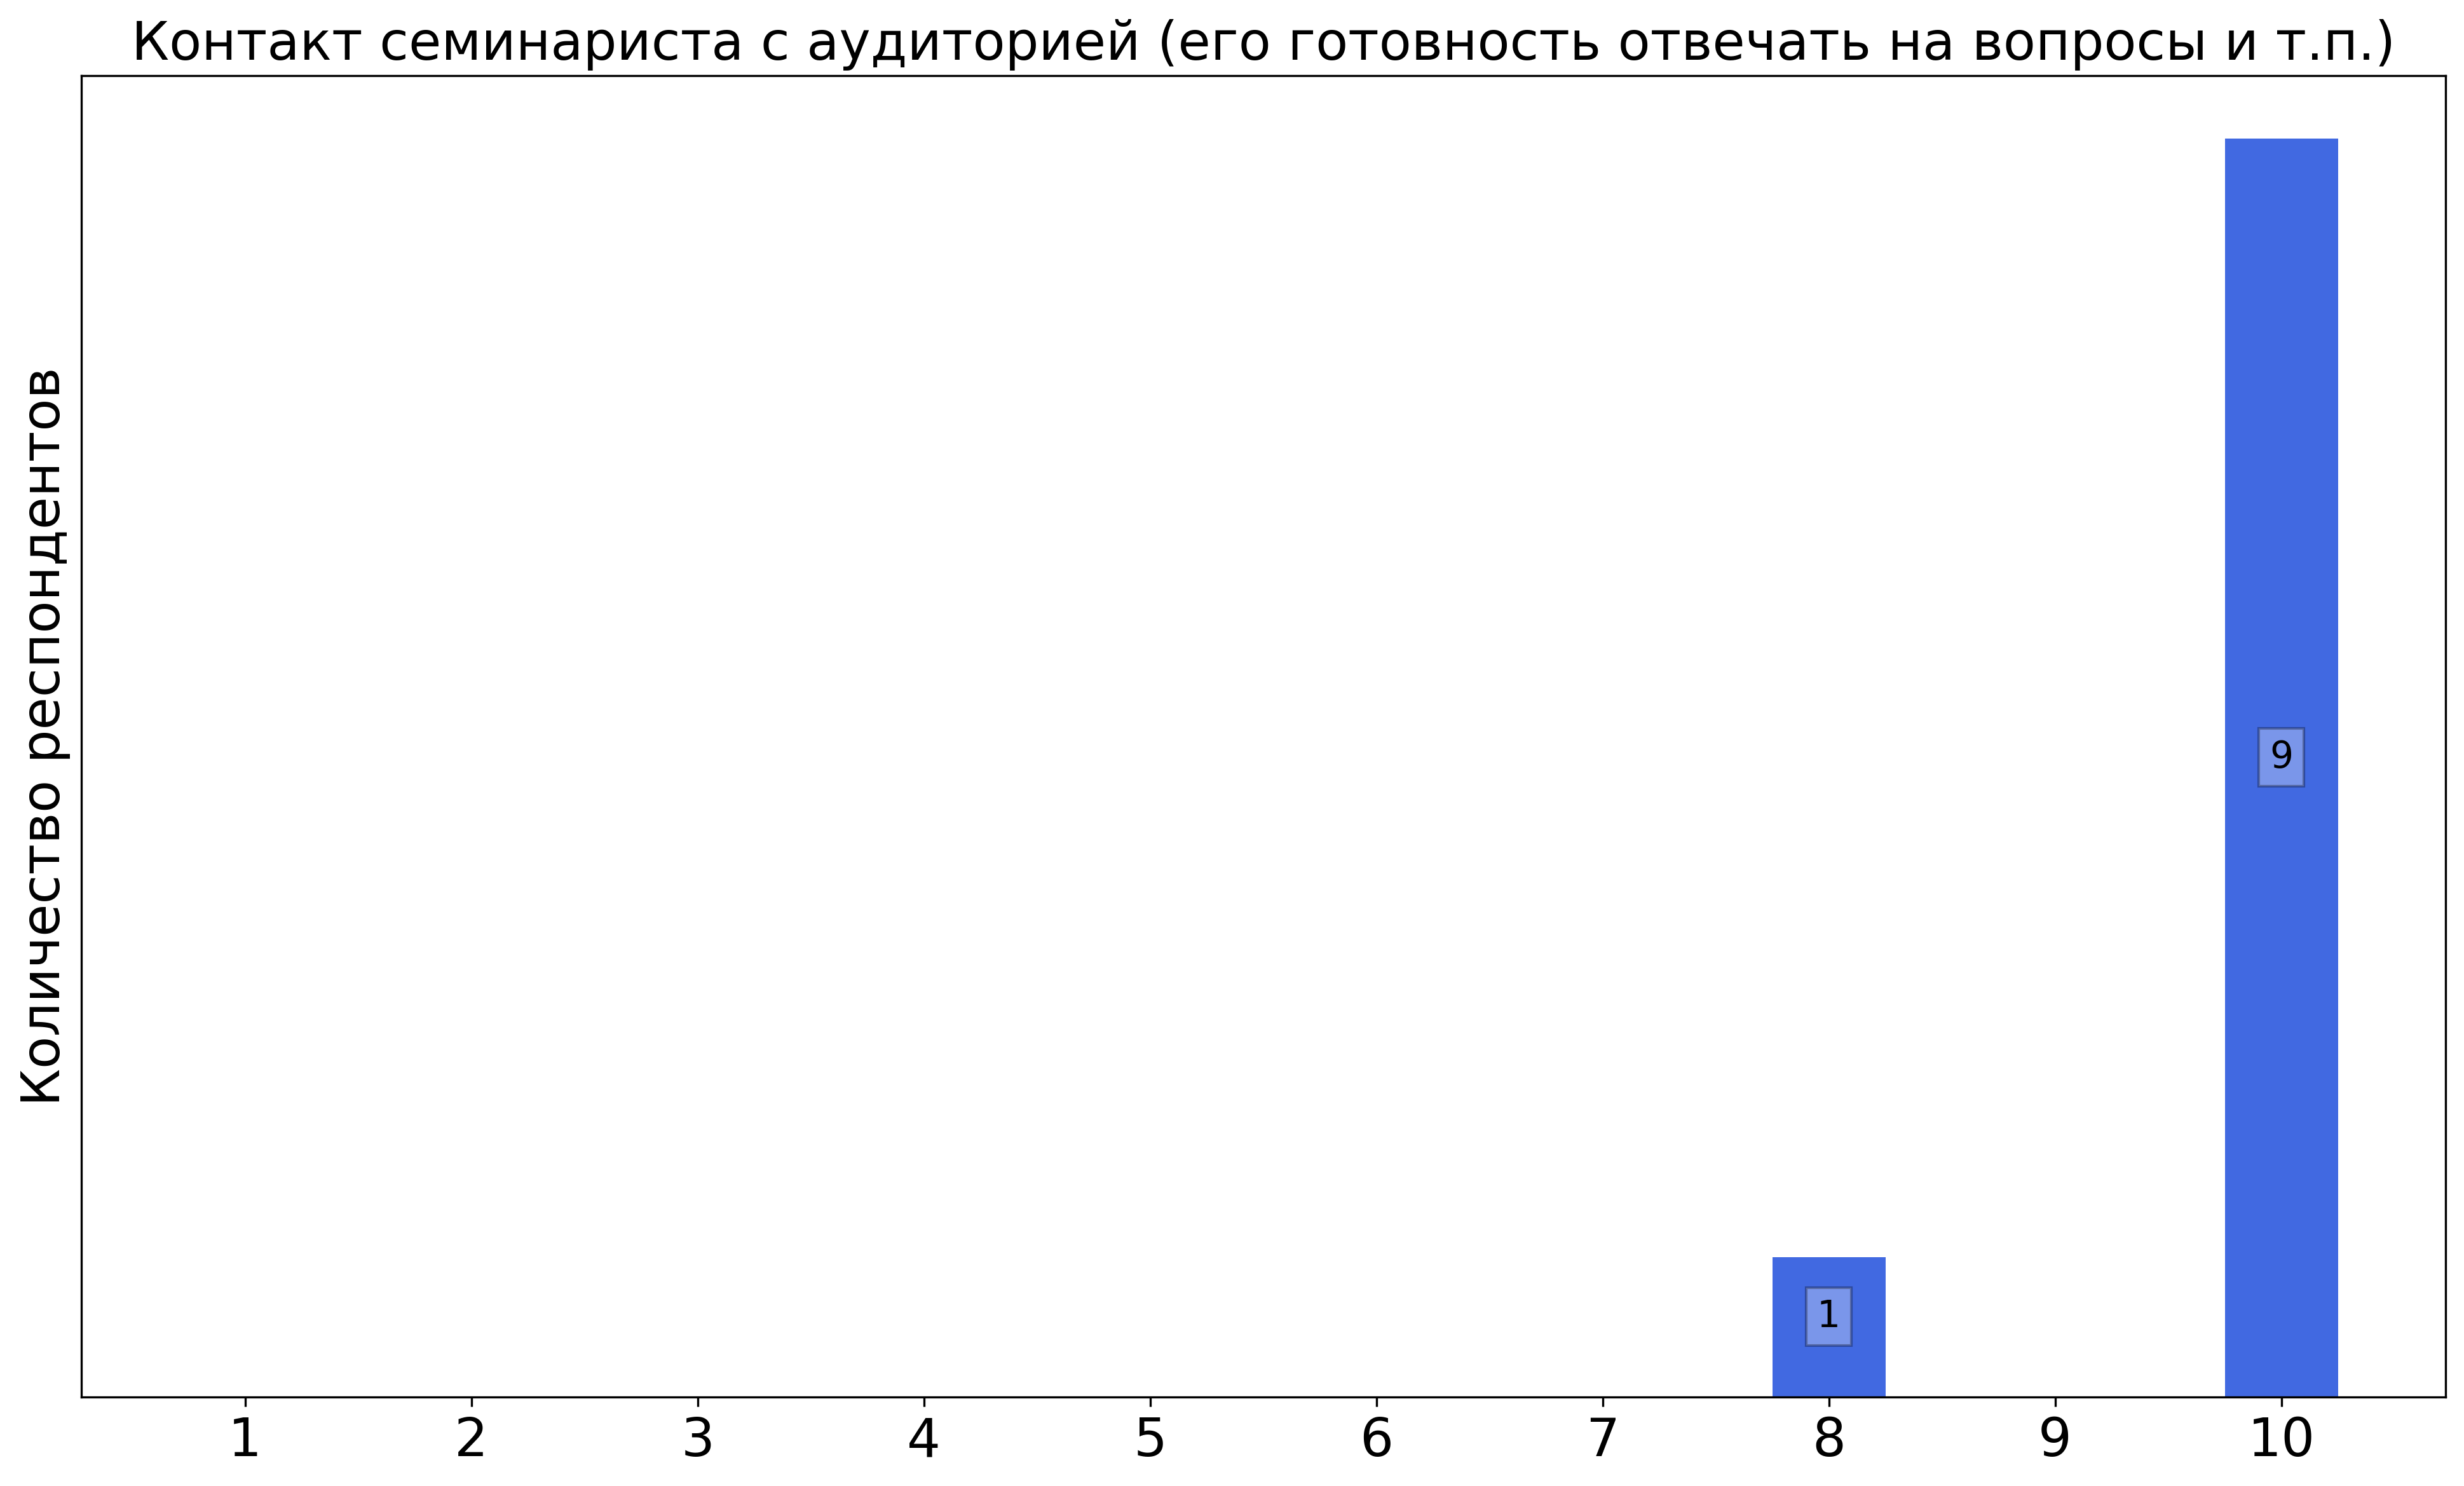 Контакт семинариста с аудиторией (его готовность отвечать на вопросы и т.п.)
Количество респондентов
9
1
1 2 3 4 5 6 7 8 9 10